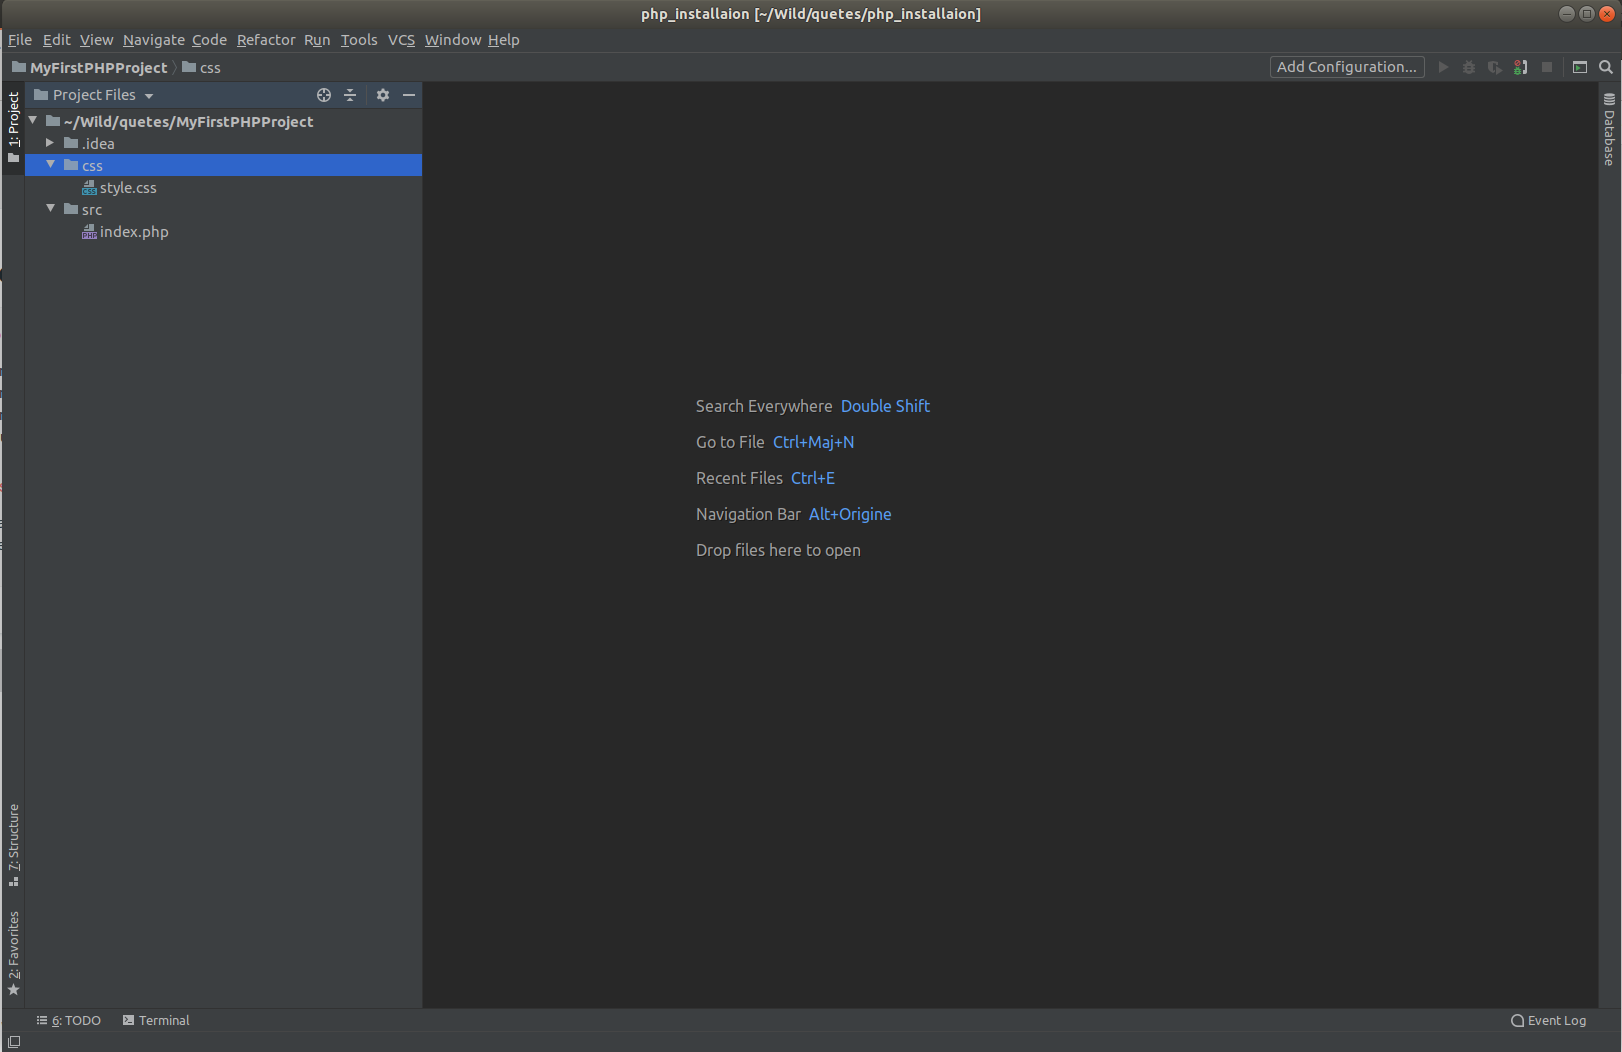 php_installaion [~/Wild/quetes/php_installaion]
File Edit View Navigate Code Refactor Run Tools VCS Window Help
MyFirstPHPProject css
Add Configuration...
1: Project
Project Files
~/Wild/quetes/MyFirstPHPProject
.idea
css
style.css
src
index.php
Search Everywhere Double Shift
Go to File Ctrl+Maj+N
Recent Files Ctrl+E
Navigation Bar Alt+Origine
Drop files here to open
Database
7: Structure
2: Favorites
6: TODO
Terminal
Event Log